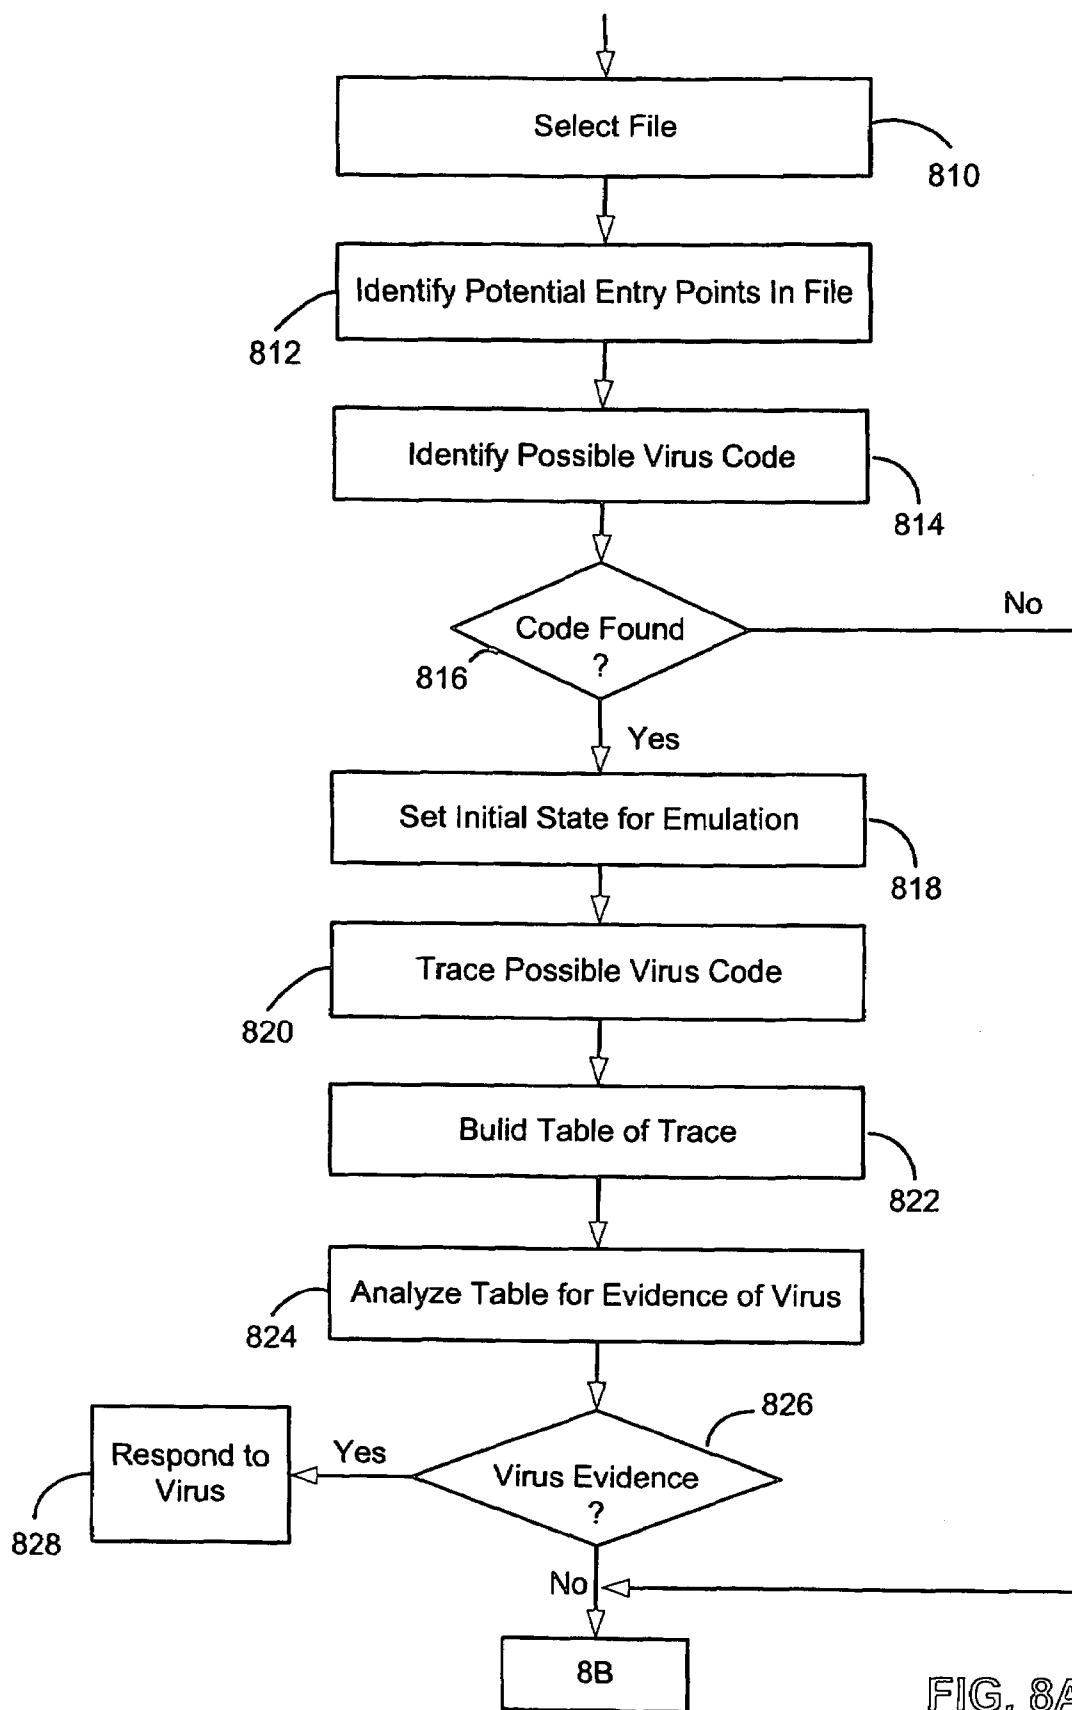 Select File
810
Identify Potential Entry Points In File
812
Identify Possible Virus Code
814
No
Code Found
?
816
Yes
Set Initial State for Emulation
818
Trace Possible Virus Code
820
Bulid Table of Trace
822
Analyze Table for Evidence of Virus
824
826
Respond to
Virus
Yes
Virus Evidence
?
828
No
8B
FIG. 8A